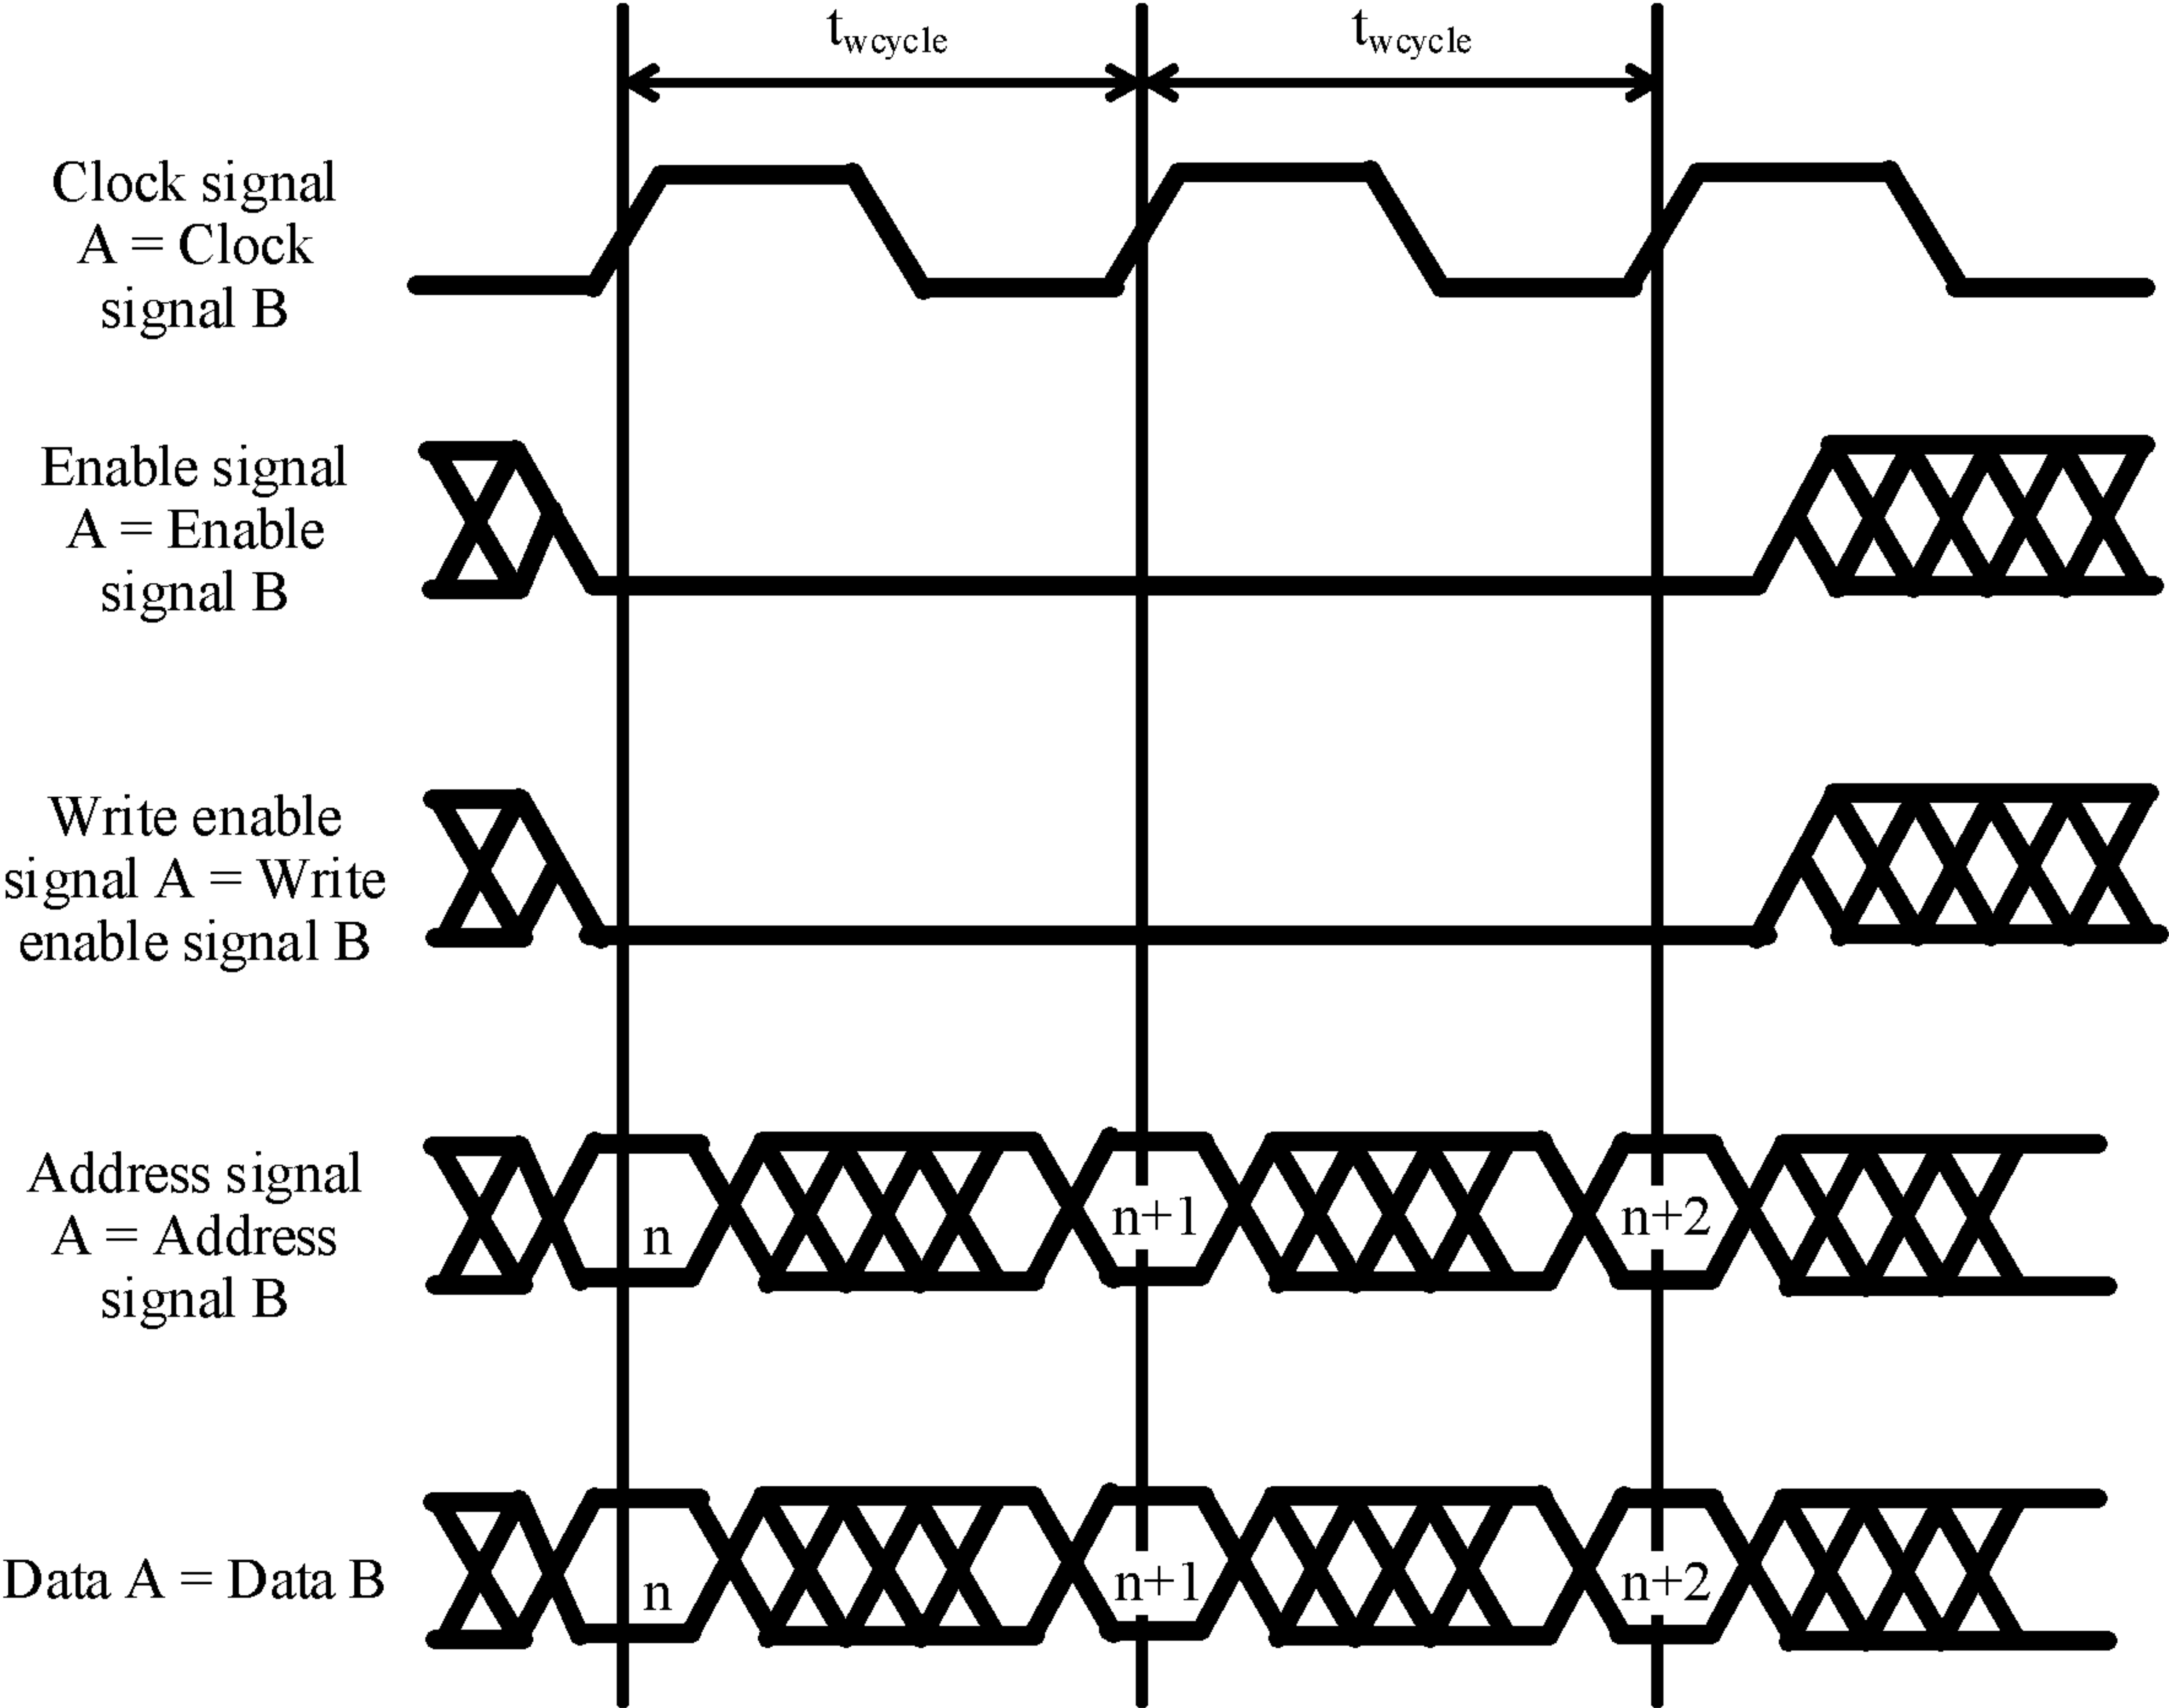 twcycle twcycle
Clock signal
A = Clock
signal B
Enable signal
A = Enable
signal B
Write enable
signal A = Write
enable signal B
Address signal
A = Address
signal B
n n+1 n+2
Data A = Data B
n n+1 n+2